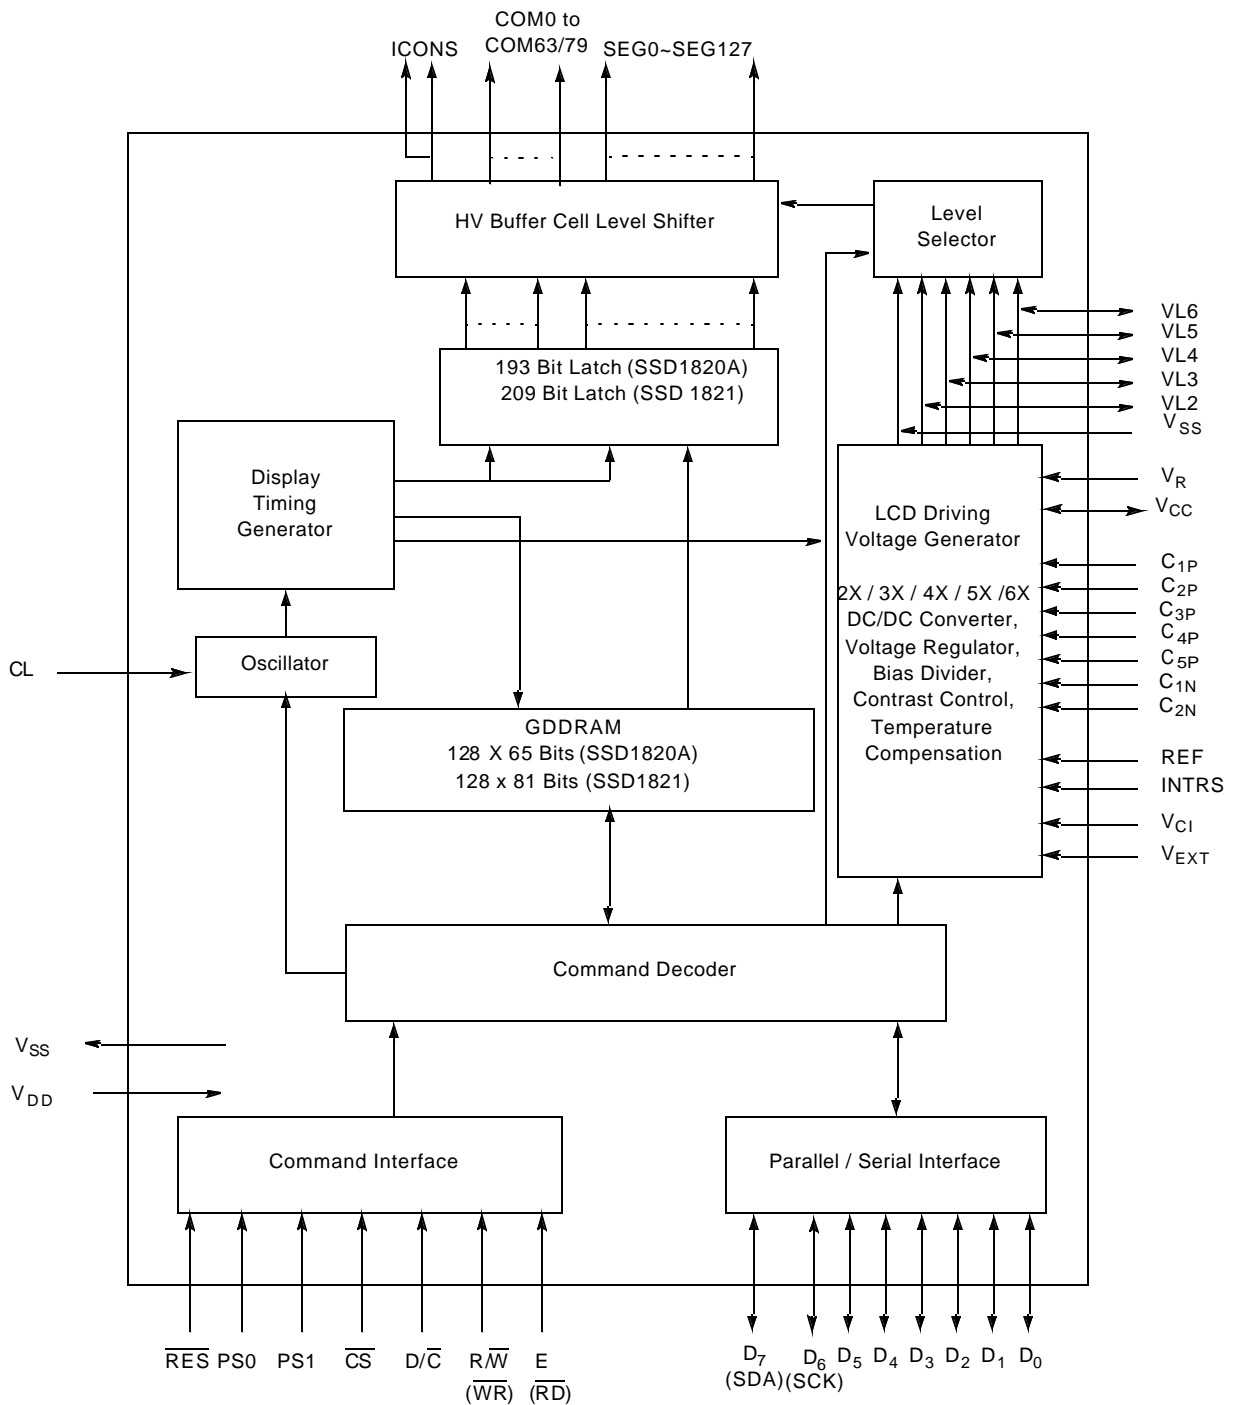 COM0 to
COM63/79
ICONS
SEG0~SEG127
HV Buffer Cell Level Shifter
Level
Selector
VL6
VL5
VL4
VL3
VL2
VSS
193 Bit Latch (SSD1820A)
209 Bit Latch (SSD 1821)
Display
Timing
Generator
LCD Driving
Voltage Generator
2X / 3X / 4X / 5X /6X
DC/DC Converter,
Voltage Regulator,
Bias Divider,
Contrast Control,
Temperature
Compensation
VR
VCC
C1P
C2P
C3P
C4P
C5P
C1N
C2N
REF
INTRS
VCI
VEXT
CL
Oscillator
GDDRAM
128 X 65 Bits (SSD1820A)
128 x 81 Bits (SSD1821)
Command Decoder
VSS
VDD
Command Interface
Parallel / Serial Interface
R̅E̅S̅ PS0 PS1 C̅S̅ D/C̅ R/W̅ E
(W̅R̅) (R̅D̅)
D7 D6 D5 D4 D3 D2 D1 D0
(SDA) (SCK)